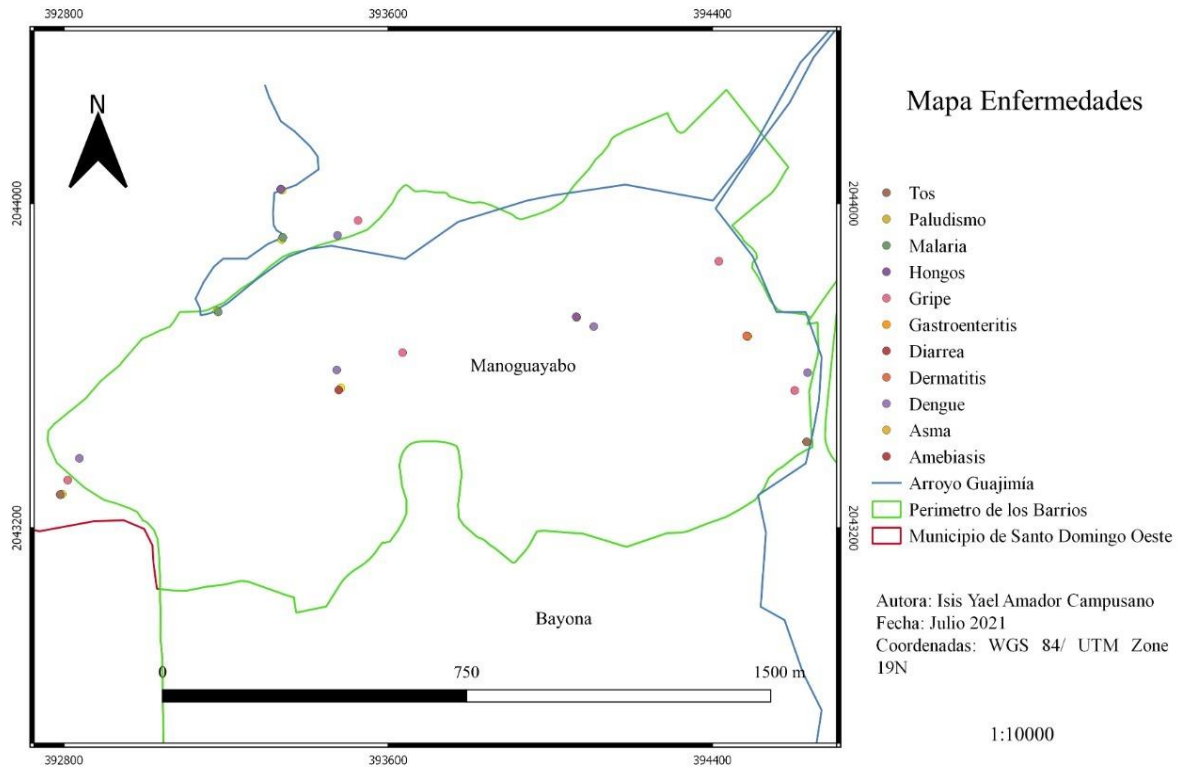 392800
393600
394400
N
2044000
2044000
Manoguayabo
2043200
2043200
Bayona
0
750
1500 m
392800
393600
394400
Mapa Enfermedades
Tos
Paludismo
Malaria
Hongos
Gripe
Gastroenteritis
Diarrea
Dermatitis
Dengue
Asma
Amebiasis
Arroyo Guajimía
Perimetro de los Barrios
Municipio de Santo Domingo Oeste
Autora: Isis Yael Amador Campusano
Fecha: Julio 2021
Coordenadas: WGS 84/ UTM Zone
19N
1:10000